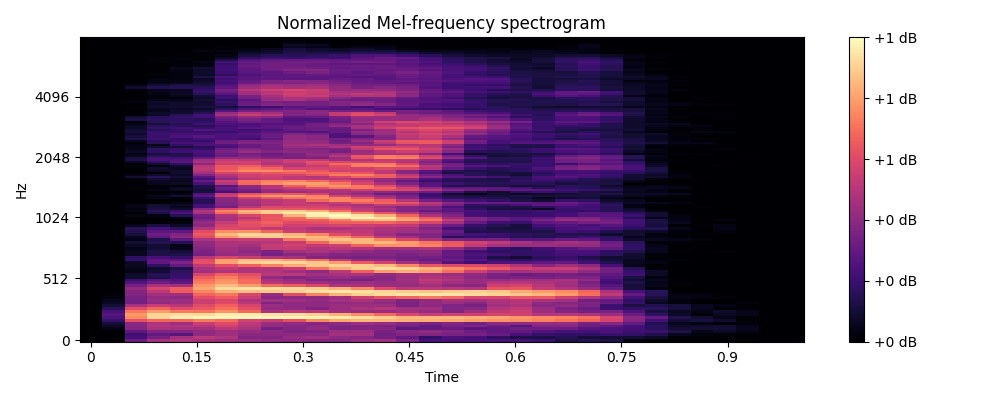 Normalized Mel-frequency spectrogram
Hz
4096
2048
1024
512
0
0 0.15 0.3 0.45 0.6 0.75 0.9
Time
+1 dB
+1 dB
+1 dB
+0 dB
+0 dB
+0 dB